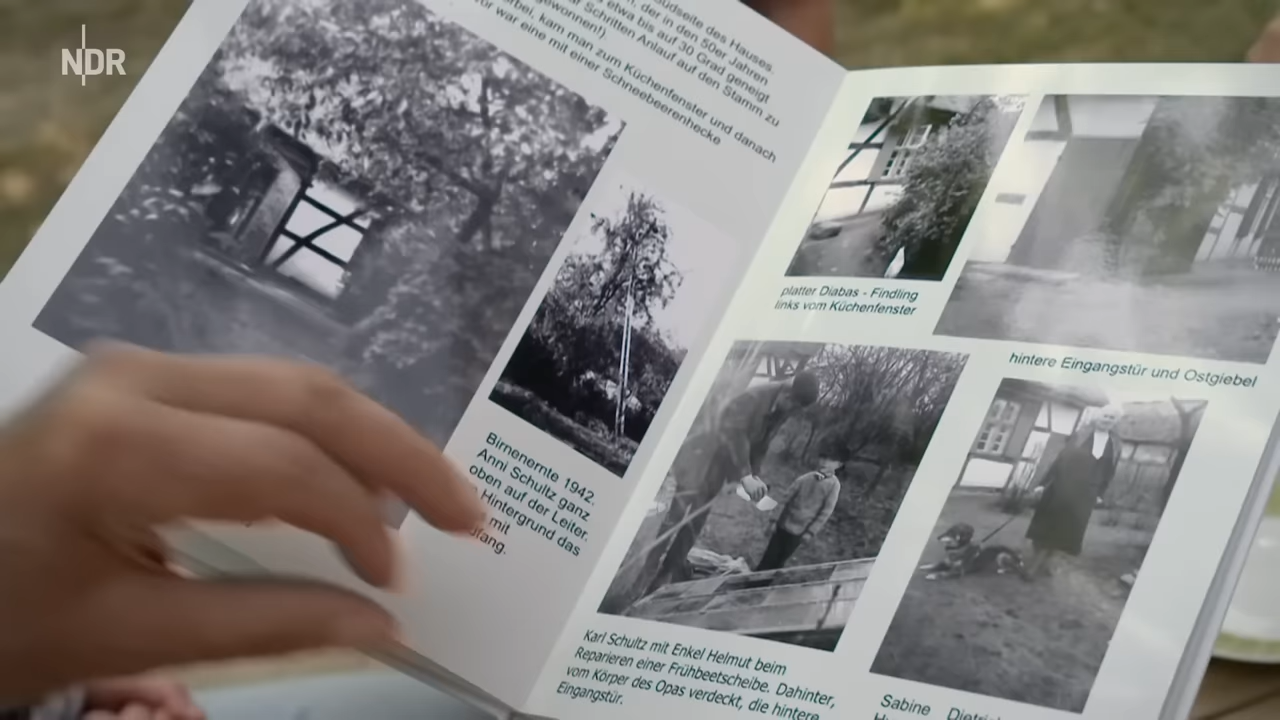 NDR
Südseite des Hauses.
, der in den 50er Jahren
etwa bis auf 30 Grad geneigt
gewonnen!).
Schritten Anlauf auf den Stamm zu
kam man zum Küchenfenster und danach
war eine mit einer Schneebeerenhecke
Birnenernte 1942.
Anni Schultz ganz
oben auf der Leiter.
Hintergrund das
mit
platter Diabas - Findling
links vom Küchenfenster
hintere Eingangstür und Ostgiebel
Karl Schultz mit Enkel Helmut beim
Reparieren einer Frühbeetscheibe. Dahinter,
vom Körper des Opas verdeckt, die hintere
Eingangstür.
Sabine